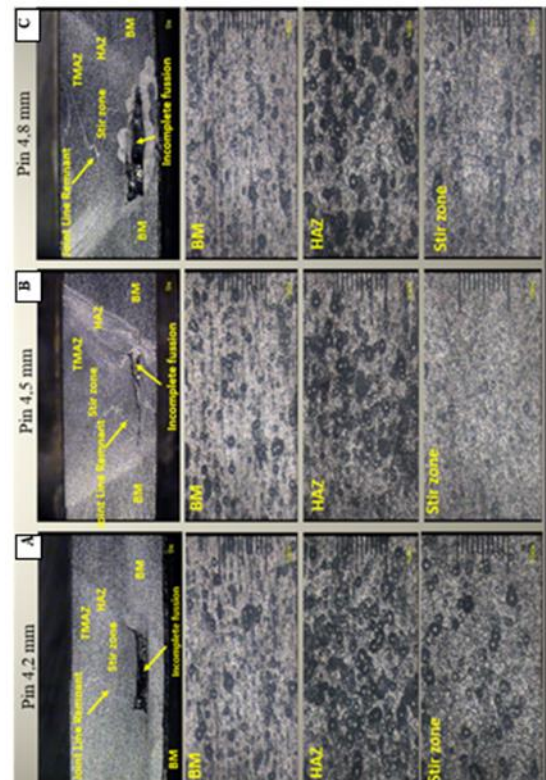 Pin 4,2 mm
A
Joint Line Remnant
TMAZ
HAZ
Stir zone
BM
BM
Incomplete fussion
BM
HAZ
Stir zone
Pin 4,5 mm
B
Joint Line Remnant
TMAZ
HAZ
Stir zone
BM
BM
Incomplete fussion
BM
HAZ
Stir zone
Pin 4,8 mm
C
Joint Line Remnant
TMAZ
HAZ
Stir zone
BM
BM
Incomplete fussion
BM
HAZ
Stir zone